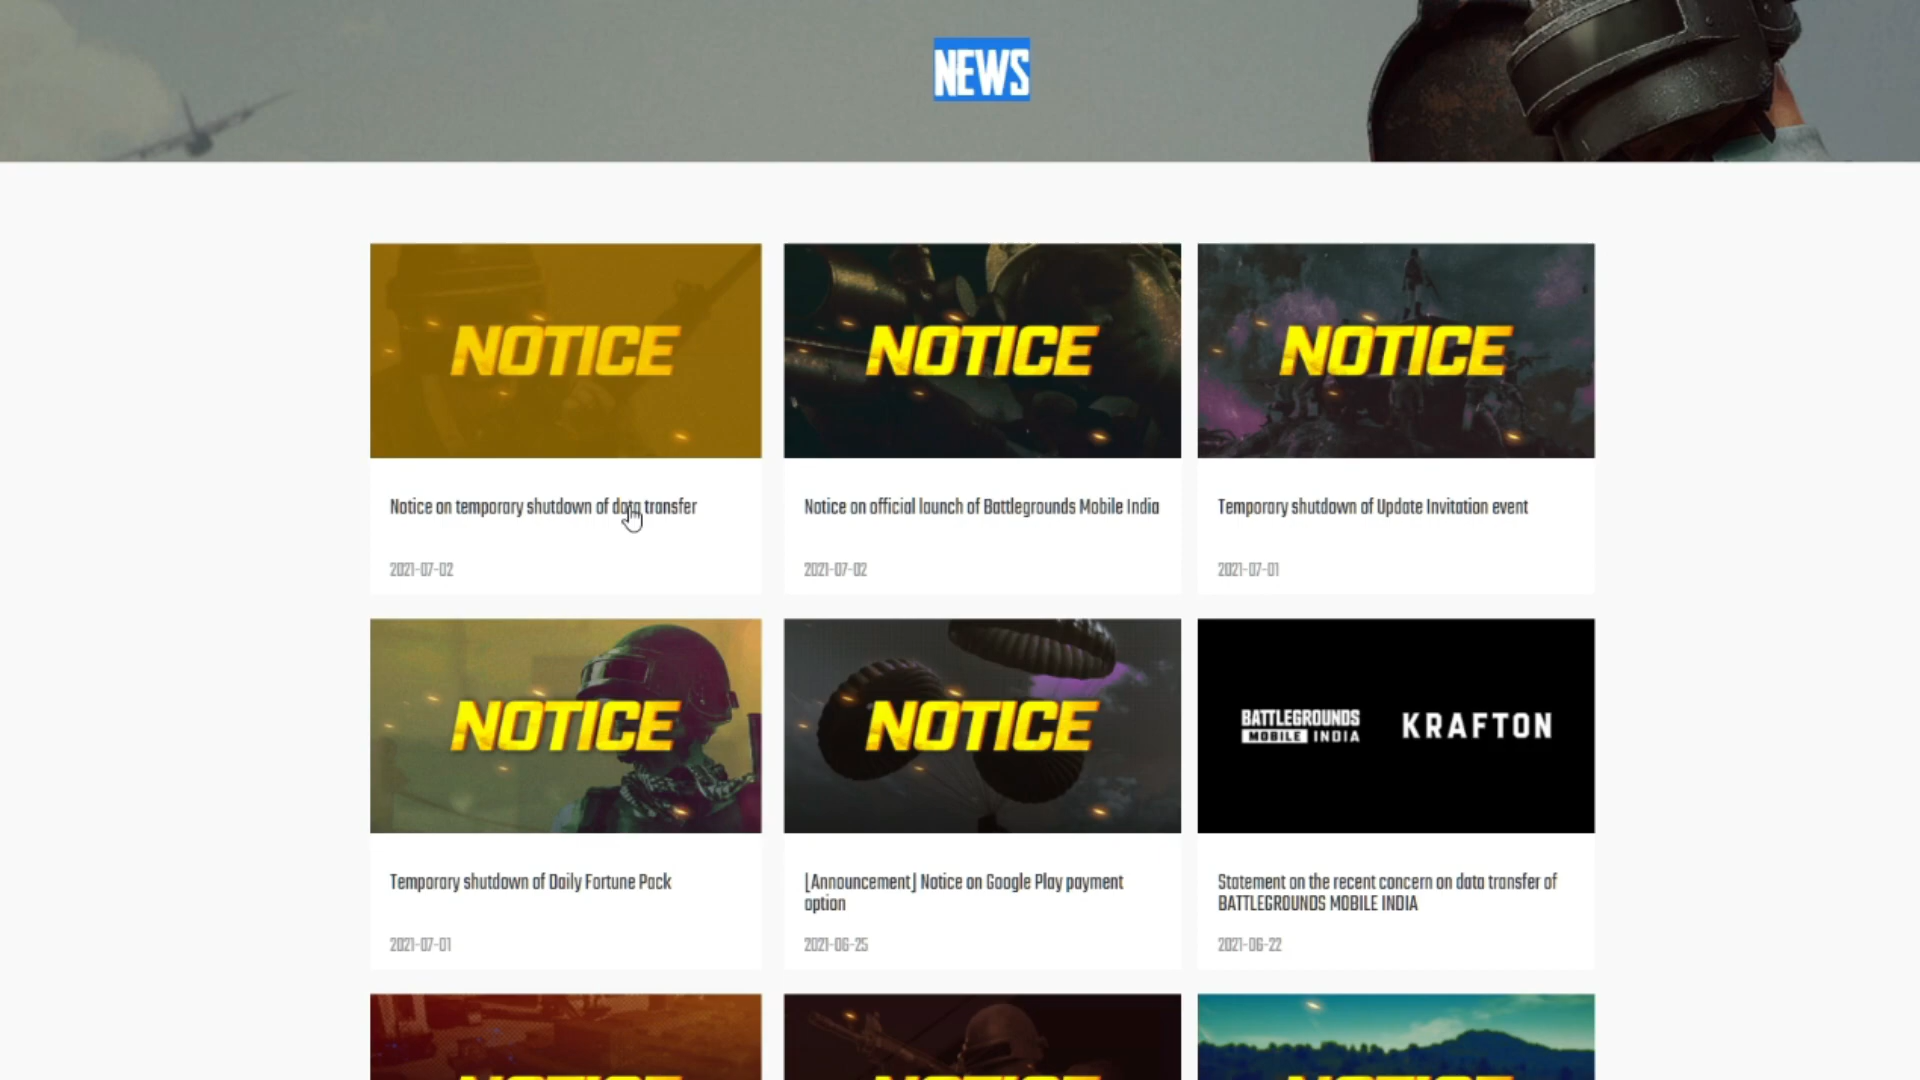 NEWS
NOTICE
NOTICE
NOTICE
Notice on temporary shutdown of data transfer
Notice on official launch of Battlegrounds Mobile India
Temporary shutdown of Update Invitation event
2021-07-02
2021-07-02
2021-07-01
NOTICE
NOTICE
BATTLEGROUNDS
MOBILE INDIA
KRAFTON
Temporary shutdown of Daily Fortune Pack
[Announcement] Notice on Google Play payment
option
Statement on the recent concern on data transfer of
BATTLEGROUNDS MOBILE INDIA
2021-07-01
2021-06-25
2021-06-22
NOTICE
NOTICE
NOTICE